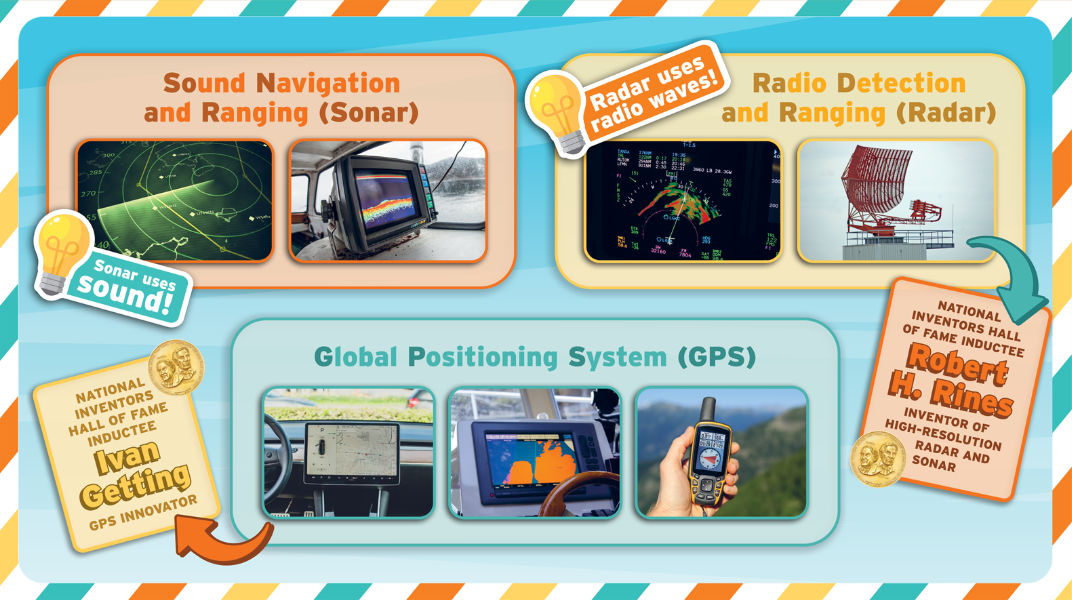 Sound Navigation
and Ranging (Sonar)
Sonar uses
sound!
Radar uses
radio waves!
Radio Detection
and Ranging (Radar)
NATIONAL
INVENTORS HALL
OF FAME INDUCTEE
Robert
H. Rines
INVENTOR OF
HIGH-RESOLUTION
RADAR AND
SONAR
Global Positioning System (GPS)
NATIONAL
INVENTORS
HALL OF FAME
INDUCTEE
Ivan
Getting
GPS INNOVATOR